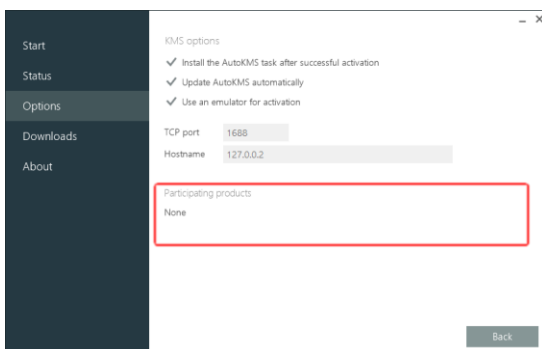 Start
Status
Options
Downloads
About
KMS options
Install the AutoKMS task after successful activation
Update AutoKMS automatically
Use an emulator for activation
TCP port 1688
Hostname 127.0.0.2
Participating products
None
Back